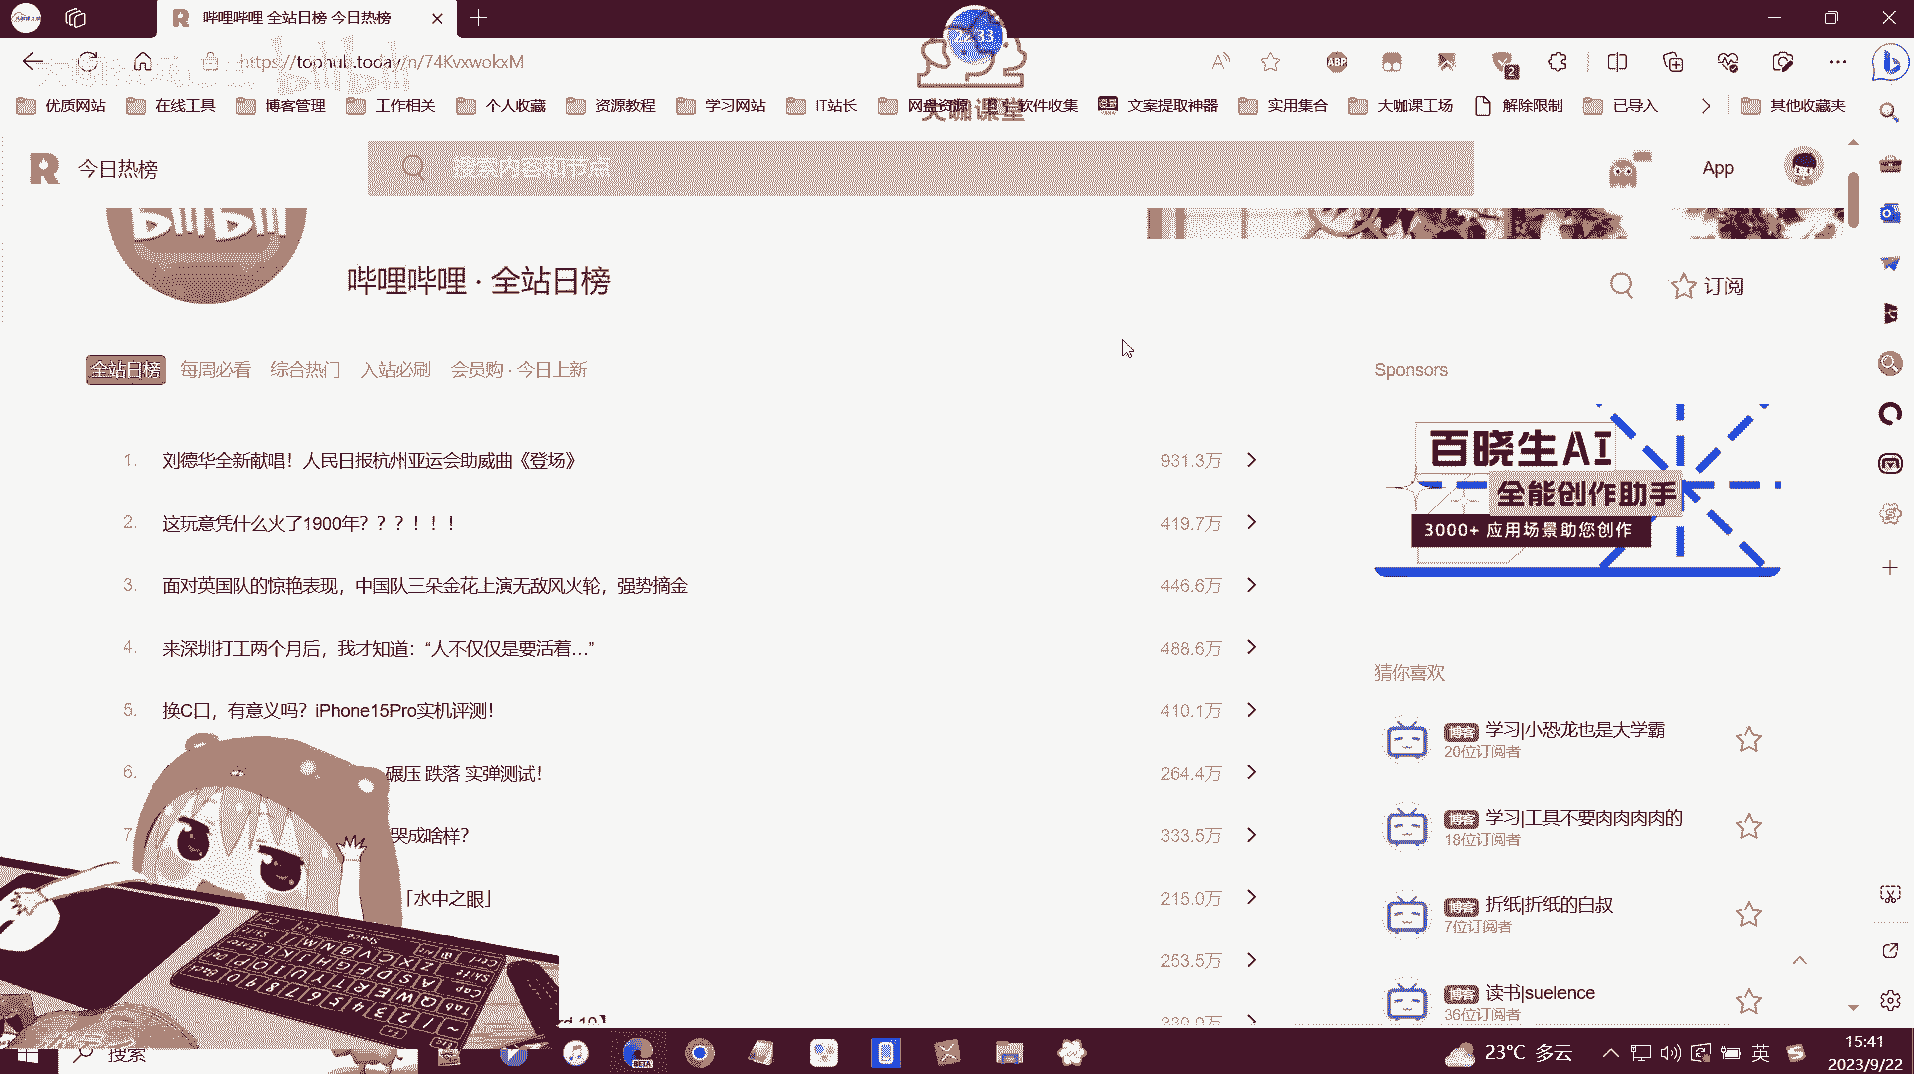 哔哩哔哩 全站日榜 今日热榜
2233
https://tophub.today/n/74KvxwokxM
ABP
2
优质网站 在线工具 博客管理 工作相关 个人收藏 资源教程 学习网站 IT站长 网盘资源 软件收集 文案提取神器 实用集合 大咖课工场 解除限制 已导入 其他收藏夹
大咖课堂
今日热榜
搜索内容和节点
App
哔哩哔哩 · 全站日榜
订阅
全站日榜 每周必看 综合热门 入站必刷 会员购 · 今日上新
Sponsors
1. 刘德华全新献唱！人民日报杭州亚运会助威曲《登场》 931.3万
2. 这玩意凭什么火了1900年？？？！！！ 419.7万
3. 面对英国队的惊艳表现，中国队三朵金花上演无敌风火轮，强势摘金 446.6万
4. 来深圳打工两个月后，我才知道：“人不仅仅是要活着...” 488.6万
5. 换C口，有意义吗？iPhone15Pro实机评测！ 410.1万
6. 碾压 跌落 实弹测试！ 264.4万
7 哭成啥样？ 333.5万
「水中之眼」 215.0万
253.5万
百晓生AI
全能创作助手
3000+ 应用场景助您创作
猜你喜欢
博客 学习|小恐龙也是大学霸
20位订阅者
博客 学习|工具不要肉肉肉肉的
18位订阅者
博客 折纸|折纸的白叔
7位订阅者
博客 读书|suelence
36位订阅者
搜索
BETA
23°C 多云
英
15:41
2023/9/22